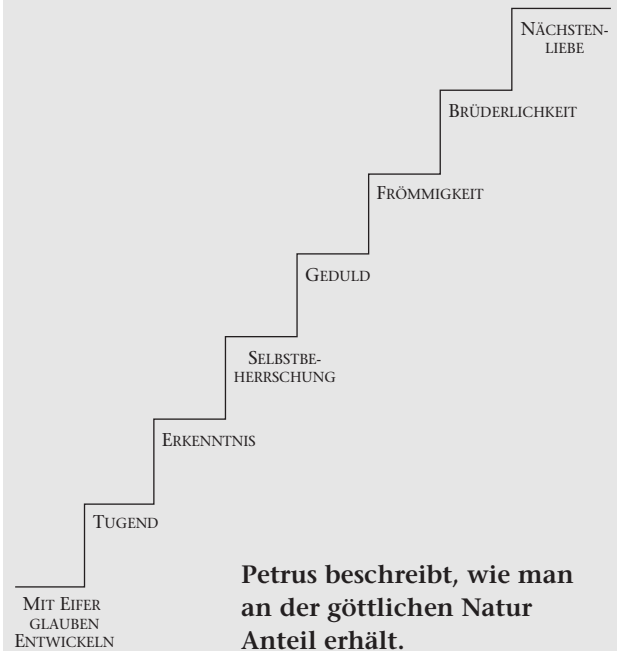 NÄCHSTEN-
LIEBE
BRÜDERLICHKEIT
FRÖMMIGKEIT
GEDULD
SELBSTBE-
HERRSCHUNG
ERKENNTNIS
TUGEND
MIT EIFER
GLAUBEN
ENTWICKELN
Petrus beschreibt, wie man
an der göttlichen Natur
Anteil erhält.